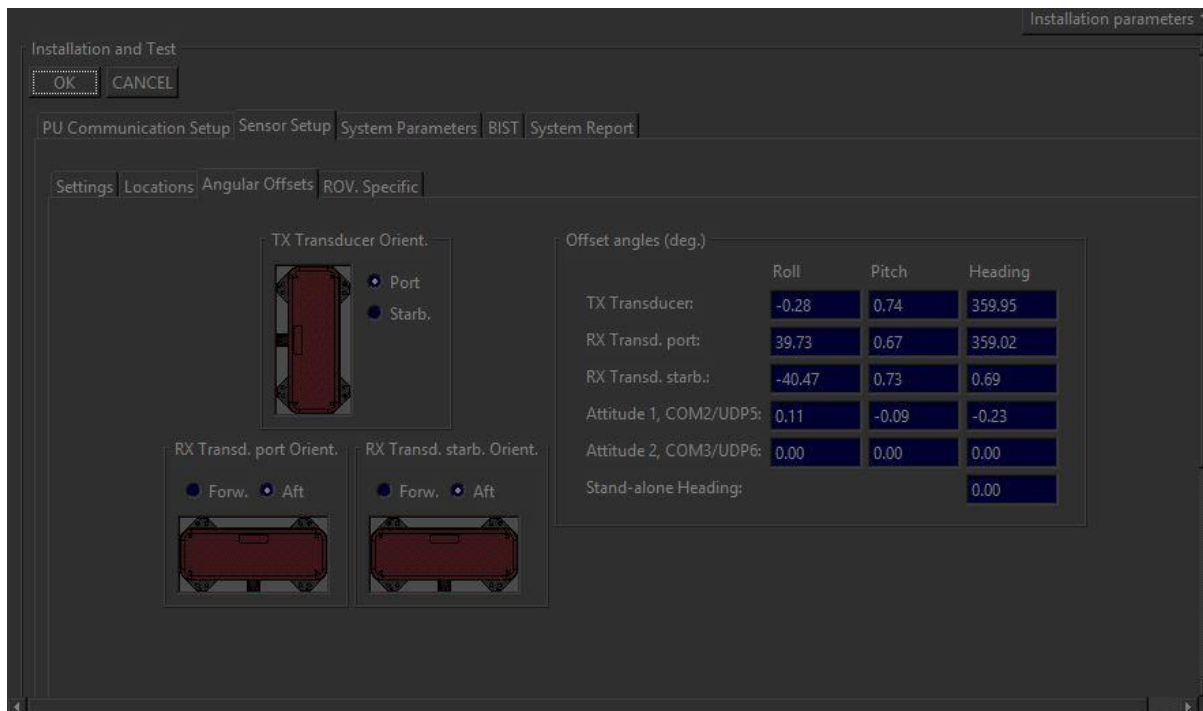 Installation parameters
Installation and Test
OK CANCEL
PU Communication Setup Sensor Setup System Parameters BIST System Report
Settings Locations Angular Offsets ROV. Specific
TX Transducer Orient.
Port
Starb.
RX Transd. port Orient. RX Transd. starb. Orient.
Forw. Aft Forw. Aft
Offset angles (deg.)
Roll Pitch Heading
TX Transducer: -0.28 0.74 359.95
RX Transd. port: 39.73 0.67 359.02
RX Transd. starb.: -40.47 0.73 0.69
Attitude 1, COM2/UDP5: 0.11 -0.09 -0.23
Attitude 2, COM3/UDP6: 0.00 0.00 0.00
Stand-alone Heading: 0.00